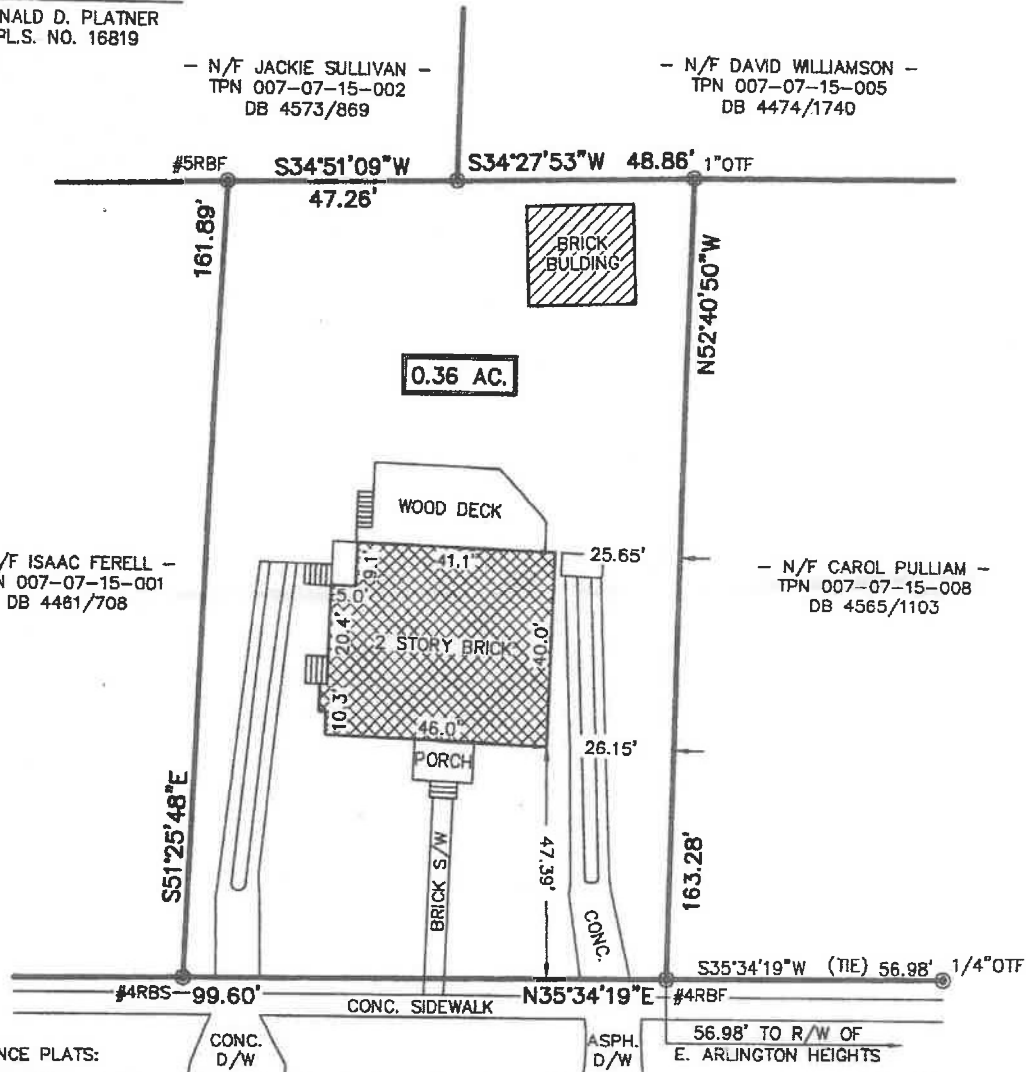 NALD D. PLATNER
P.L.S. NO. 16819
- N/F JACKIE SULLIVAN -
TPN 007-07-15-002
DB 4573/869
- N/F DAVID WILLIAMSON -
TPN 007-07-15-005
DB 4474/1740
#5RBF
S34°51'09"W
47.26'
S34°27'53"W 48.86'
1"OTF
161.89'
BRICK
BULDING
N52°40'50"W
0.36 AC.
WOOD DECK
/F ISAAC FERELL -
N 007-07-15-001
DB 4461/708
9.1'
41.1"
25.65'
- N/F CAROL PULLIAM -
TPN 007-07-15-008
DB 4565/1103
5.0'
20.4'
2 STORY BRICK
40.0'
10.3'
46.0'
26.15'
PORCH
S51°25'48"E
BRICK S/W
47.39'
163.28'
CONC.
S35°34'19"W (TIE) 56.98'
1/4"OTF
#4RBS
99.60'
CONC. SIDEWALK
N35°34'19"E
#4RBF
NCE PLATS:
CONC.
D/W
ASPH.
D/W
56.98' TO R/W OF
E. ARLINGTON HEIGHTS